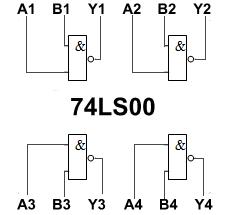 A1 B1 Y1 A2 B2 Y2
& &
74LS00
& &
A3 B3 Y3 A4 B4 Y4